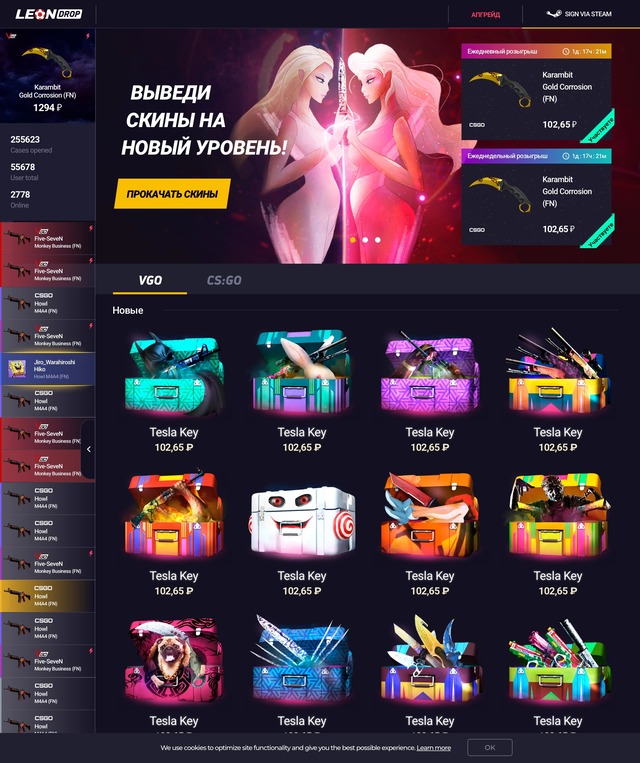 LEON DROP
АПГРЕЙД
SIGN VIA STEAM
Karambit
Gold Corrosion (FN)
1294 ₽
255623
Cases opened
55678
User total
2778
Online
Five-SeveN
Monkey Business (FN)
Five-SeveN
Monkey Business (FN)
CSGO
Howl
M4A4 (FN)
Five-SeveN
Monkey Business (FN)
Jiro_Warahiroshi
Hiko
Howl M4A4 (FN)
CSGO
Howl
M4A4 (FN)
Five-SeveN
Monkey Business (FN)
Five-SeveN
Monkey Business (FN)
CSGO
Howl
M4A4 (FN)
CSGO
Howl
M4A4 (FN)
Five-SeveN
Monkey Business (FN)
CSGO
Howl
M4A4 (FN)
CSGO
Howl
M4A4 (FN)
Five-SeveN
Monkey Business (FN)
CSGO
Howl
M4A4 (FN)
CSGO
Howl
ВЫВЕДИ
СКИНЫ НА
НОВЫЙ УРОВЕНЬ!
ПРОКАЧАТЬ СКИНЫ
Ежедневный розыгрыш
1д : 17ч : 21м
Karambit
Gold Corrosion
(FN)
CSGO
102,65 ₽
Участвуете
Еженедельный розыгрыш
1д : 17ч : 21м
Karambit
Gold Corrosion
(FN)
CSGO
102,65 ₽
Участвуете
VGO
CS:GO
Новые
Tesla Key
102,65 ₽
Tesla Key
102,65 ₽
Tesla Key
102,65 ₽
Tesla Key
102,65 ₽
Tesla Key
102,65 ₽
Tesla Key
102,65 ₽
Tesla Key
102,65 ₽
Tesla Key
102,65 ₽
Tesla Key
Tesla Key
Tesla Key
Tesla Key
We use cookies to optimize site functionality and give you the best possible experience. Learn more
OK